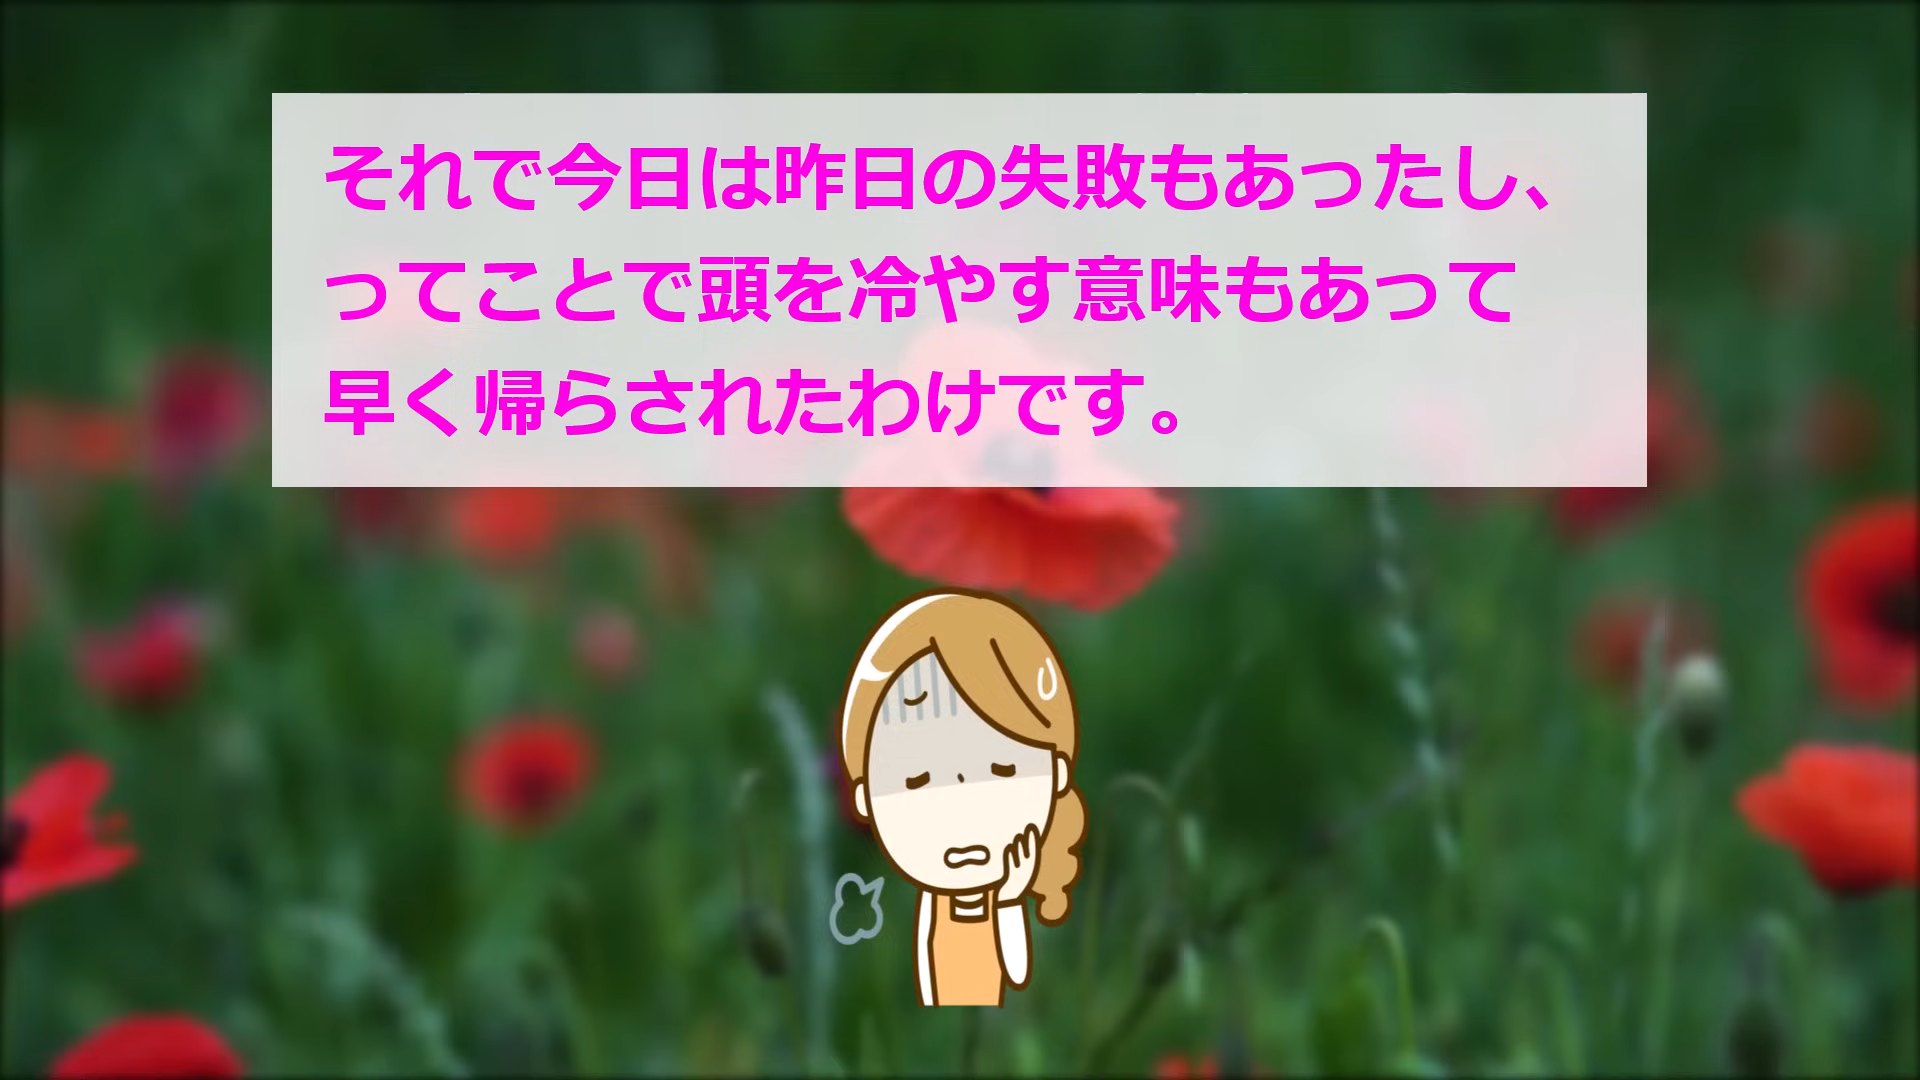 それで今日は昨日の失敗もあったし、
ってことで頭を冷やす意味もあって
早く帰らされたわけです。